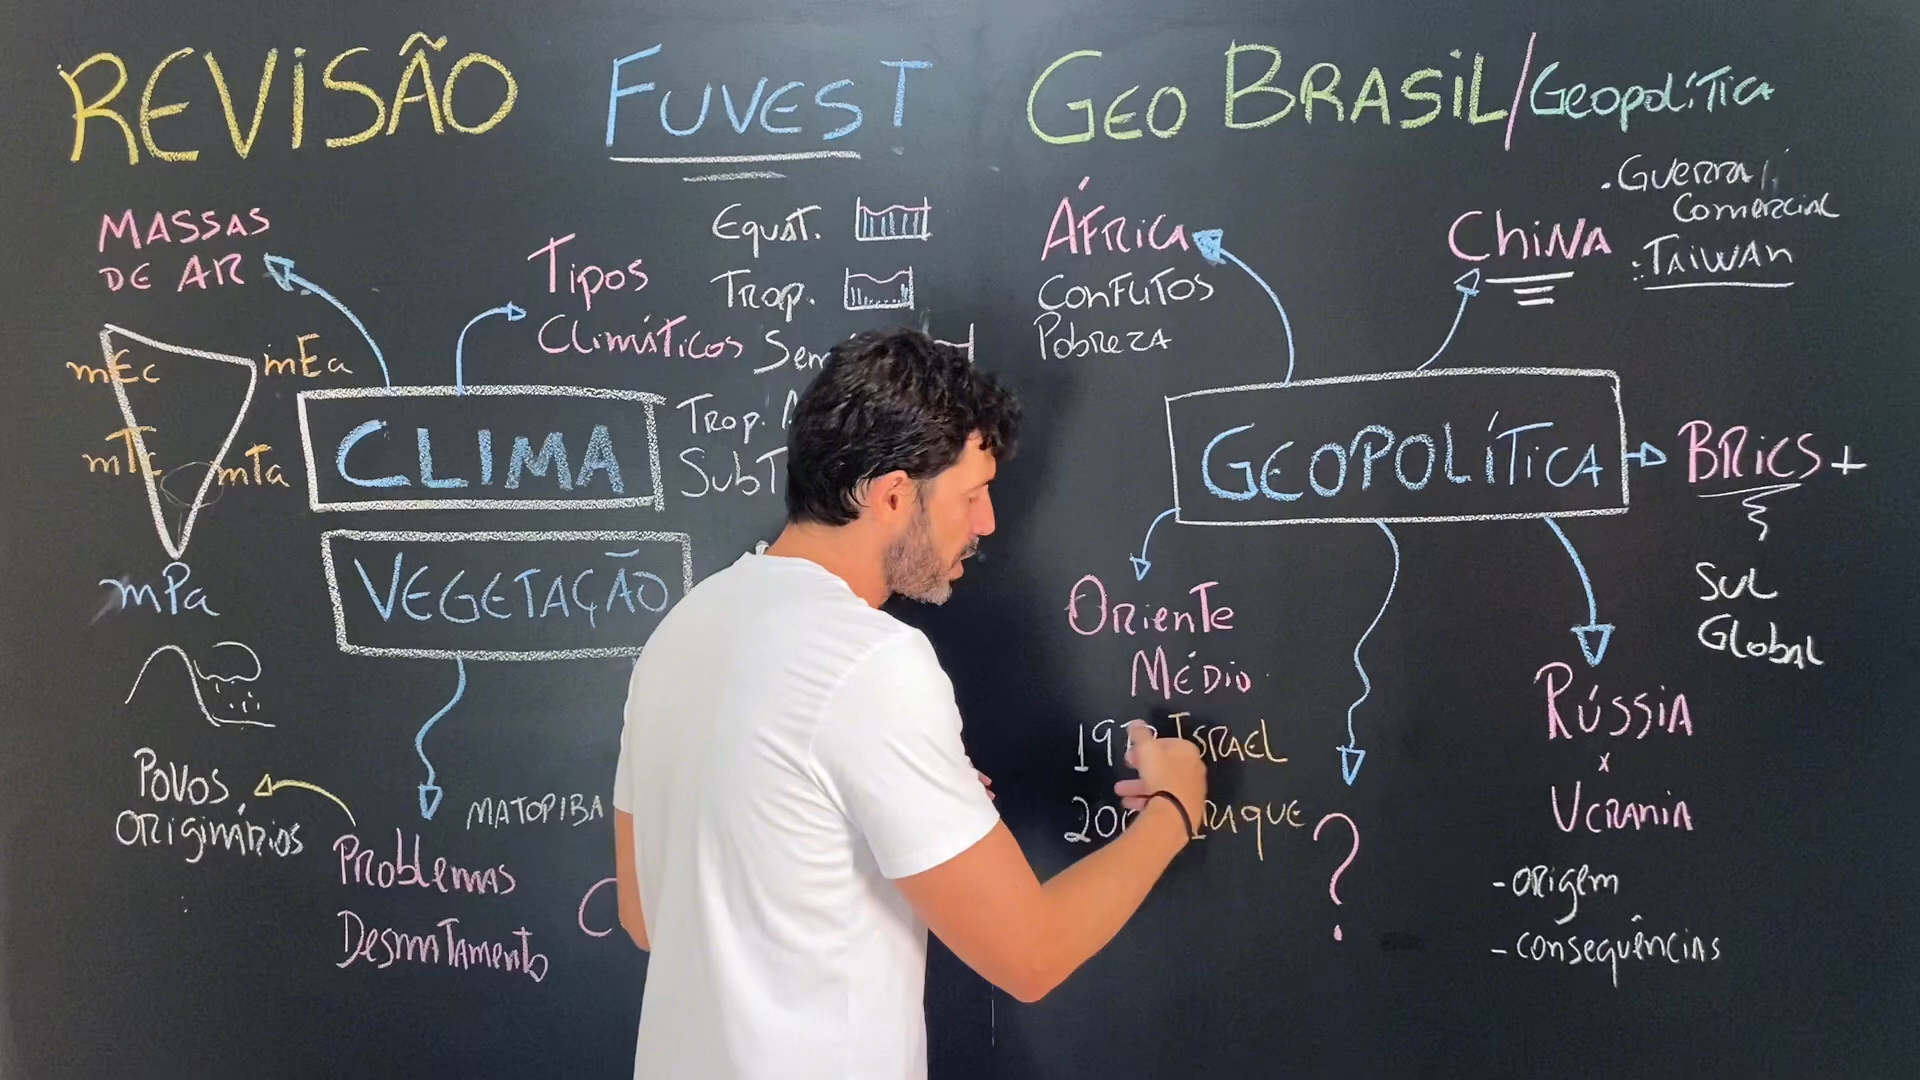 REVISÃO FUVEST GEO BRASIL/Geopolítica
MASSAS
DE AR
mEc
mEa
mTc
mTa
mPa
Tipos
Climáticos
Equat.
Trop.
Trop.
CLIMA
VEGETAÇÃO
POVOS
ORIGINÁRIOS
MATOPIBA
Problemas
Desmatamento
ÁFRICA
CONFLITOS
Pobreza
CHINA
.Guerra
Comercial
.TAIWAN
GEOPOLÍTICA
BRICS+
Sul
Global
Oriente
Médio
ISRAEL
IRAQUE
?
RÚSSIA
x
UCRANIA
-ORIGEM
-CONSEQUÊNCIAS